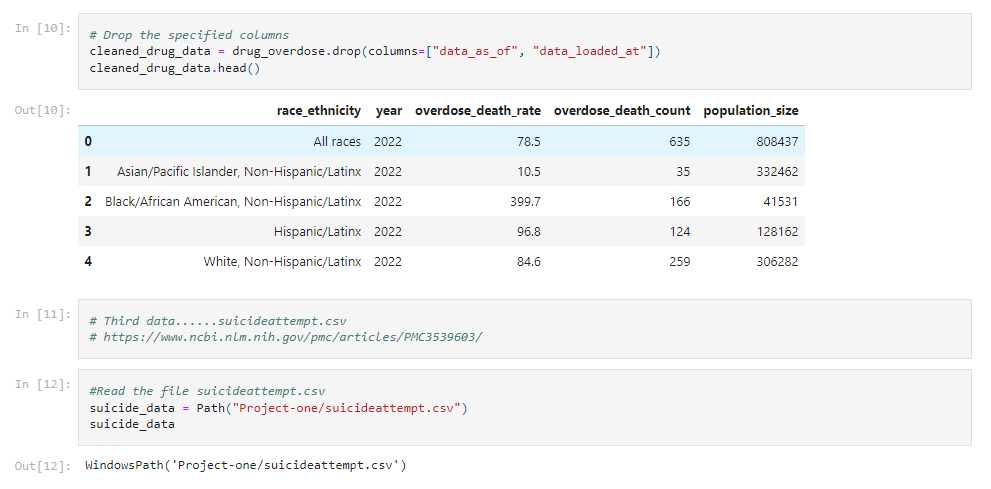 In [10]:
# Drop the specified columns
cleaned_drug_data = drug_overdose.drop(columns=["data_as_of", "data_loaded_at"])
cleaned_drug_data.head()
Out[10]:
race_ethnicity year overdose_death_rate overdose_death_count population_size
0 All races 2022 78.5 635 808437
1 Asian/Pacific Islander, Non-Hispanic/Latinx 2022 10.5 35 332462
2 Black/African American, Non-Hispanic/Latinx 2022 399.7 166 41531
3 Hispanic/Latinx 2022 96.8 124 128162
4 White, Non-Hispanic/Latinx 2022 84.6 259 306282
In [11]:
# Third data......suicideattempt.csv
# https://www.ncbi.nlm.nih.gov/pmc/articles/PMC3539603/
In [12]:
#Read the file suicideattempt.csv
suicide_data = Path("Project-one/suicideattempt.csv")
suicide_data
Out[12]: WindowsPath('Project-one/suicideattempt.csv')